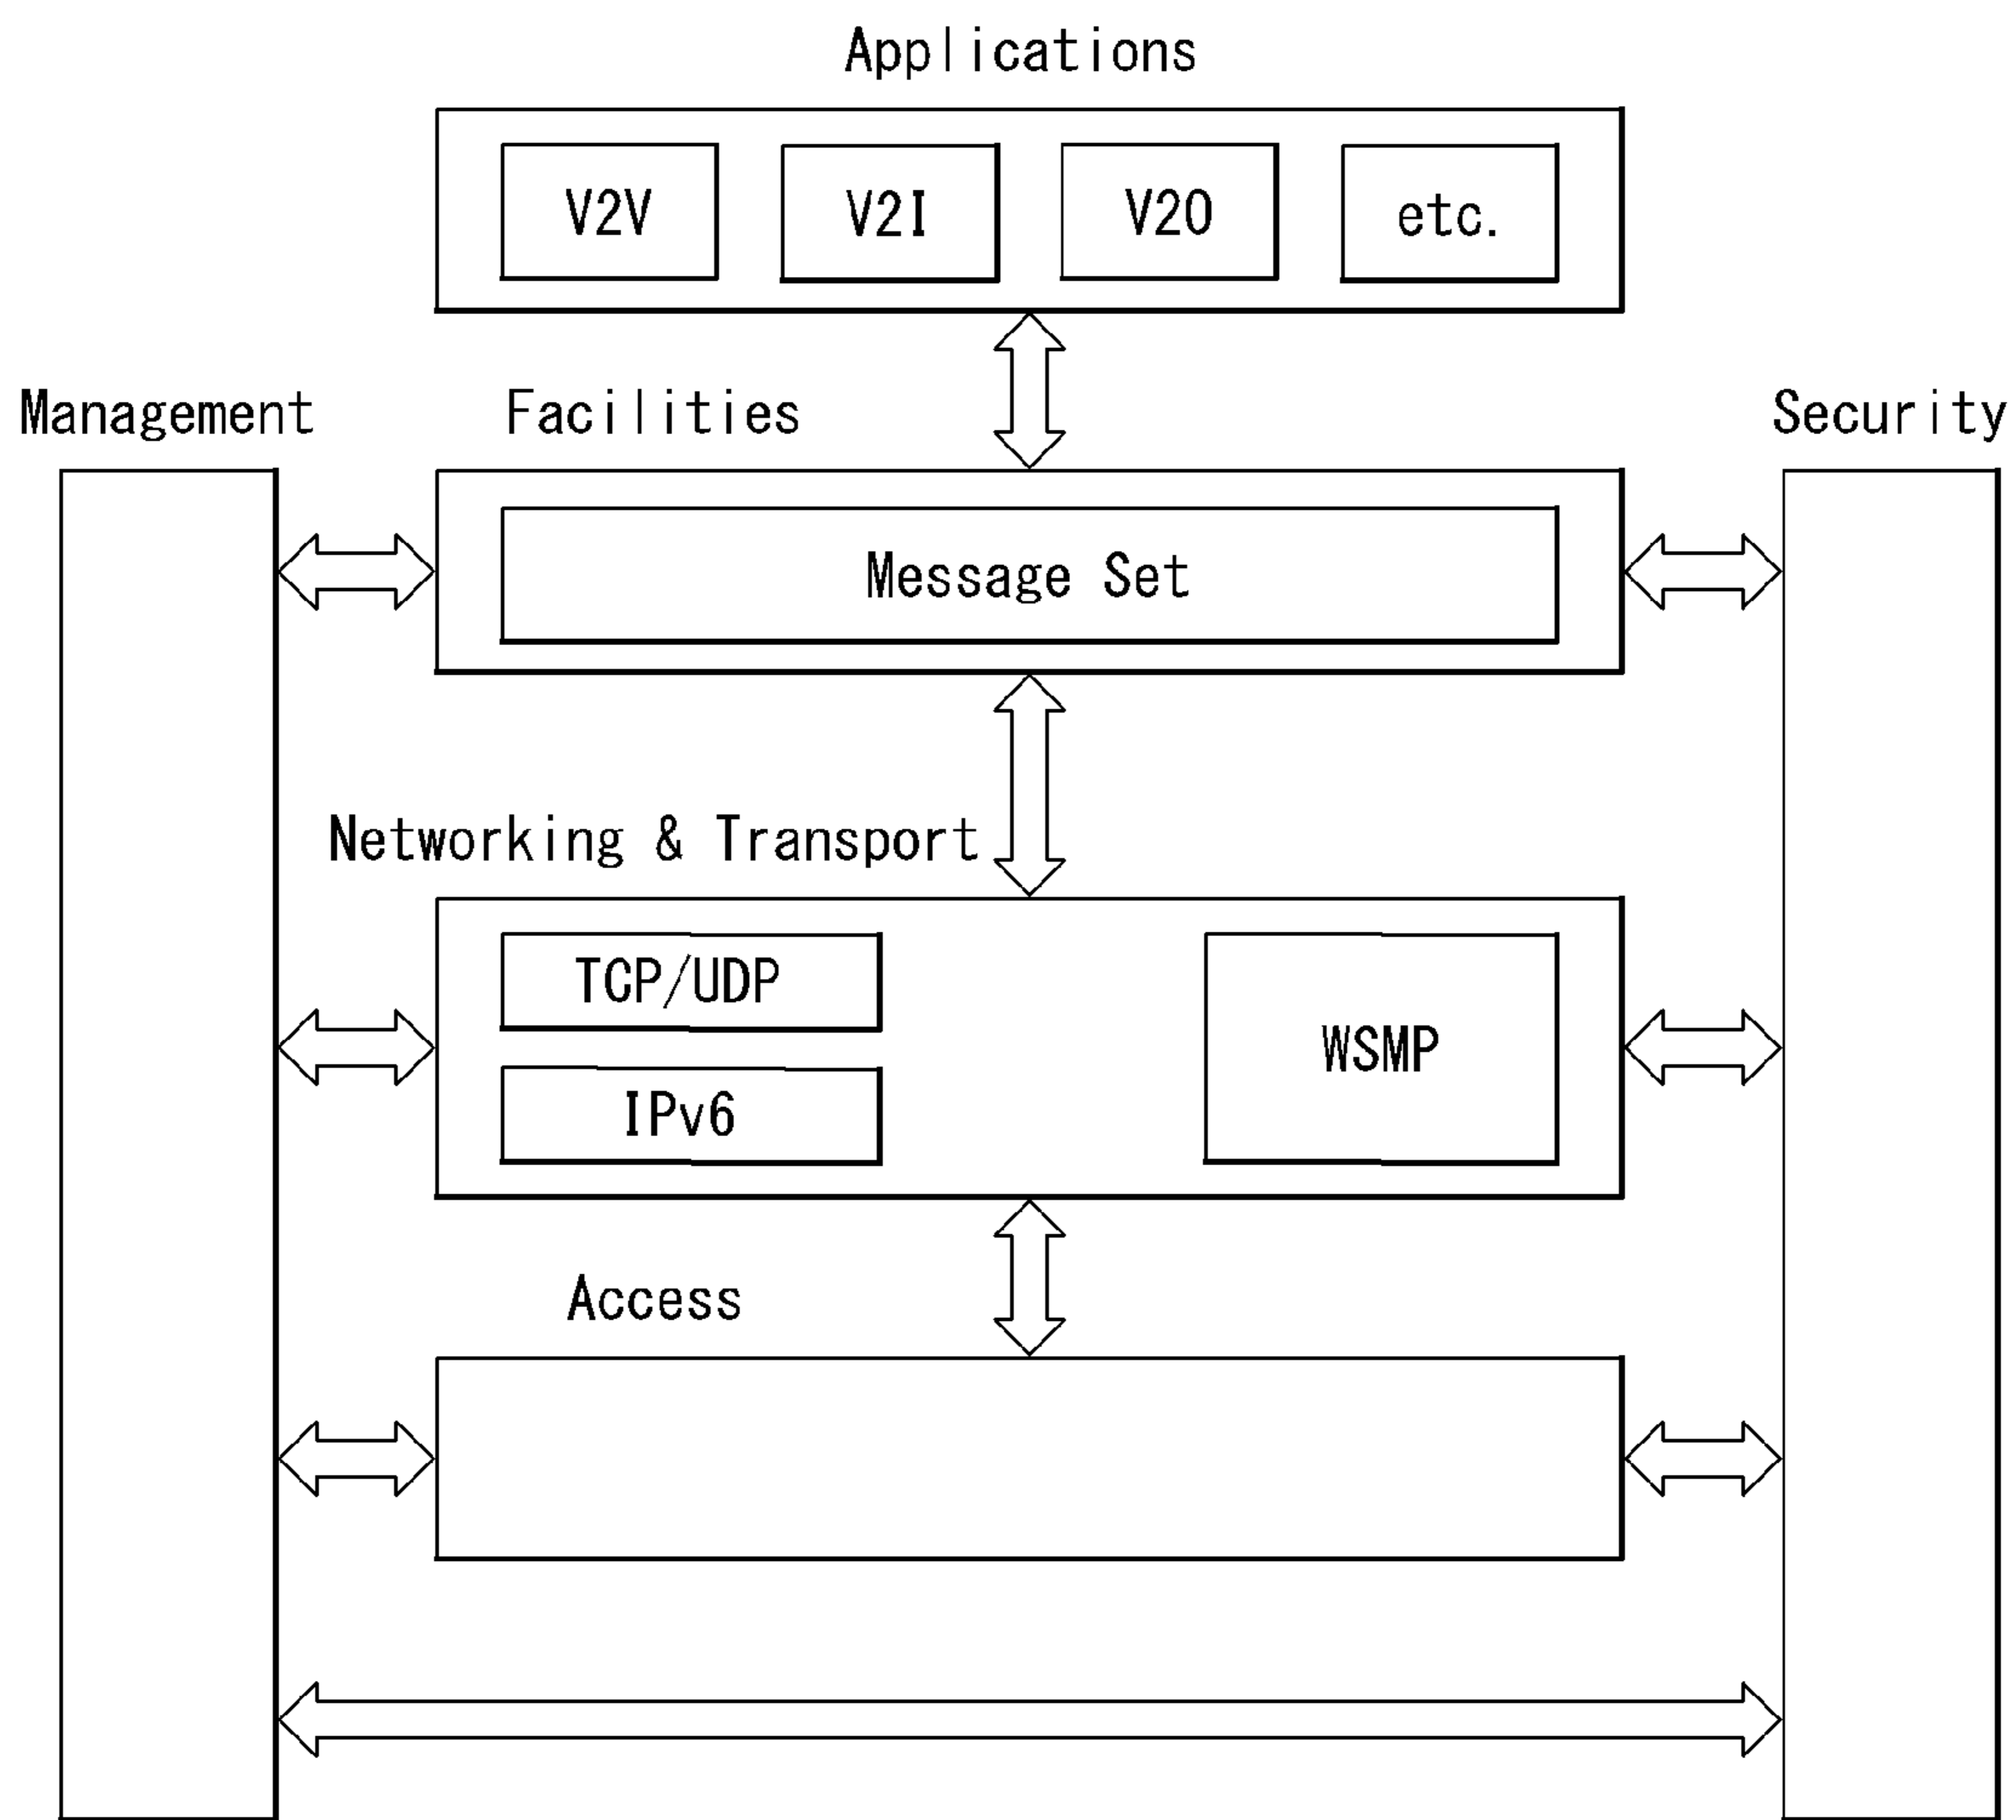 Applications
V2V V2I V2O etc.
Management Facilities Security
Message Set
Networking & Transport
TCP/UDP
WSMP
IPv6
Access